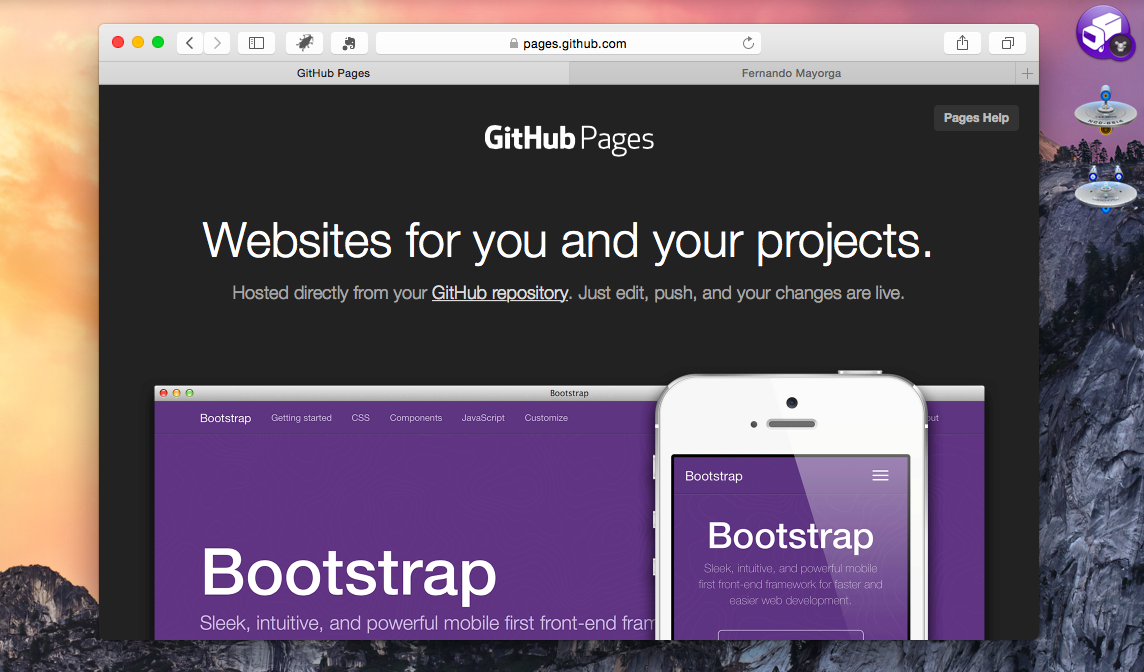 pages.github.com
GitHub Pages
Fernando Mayorga
Pages Help
GitHub Pages
Websites for you and your projects.
Hosted directly from your GitHub repository. Just edit, push, and your changes are live.
Bootstrap
Bootstrap Getting started CSS Components JavaScript Customize
Bootstrap
Sleek, intuitive, and powerful mobile first front-end
Bootstrap
Bootstrap
Sleek, intuitive, and powerful mobile
first front-end framework for faster and
easier web development.